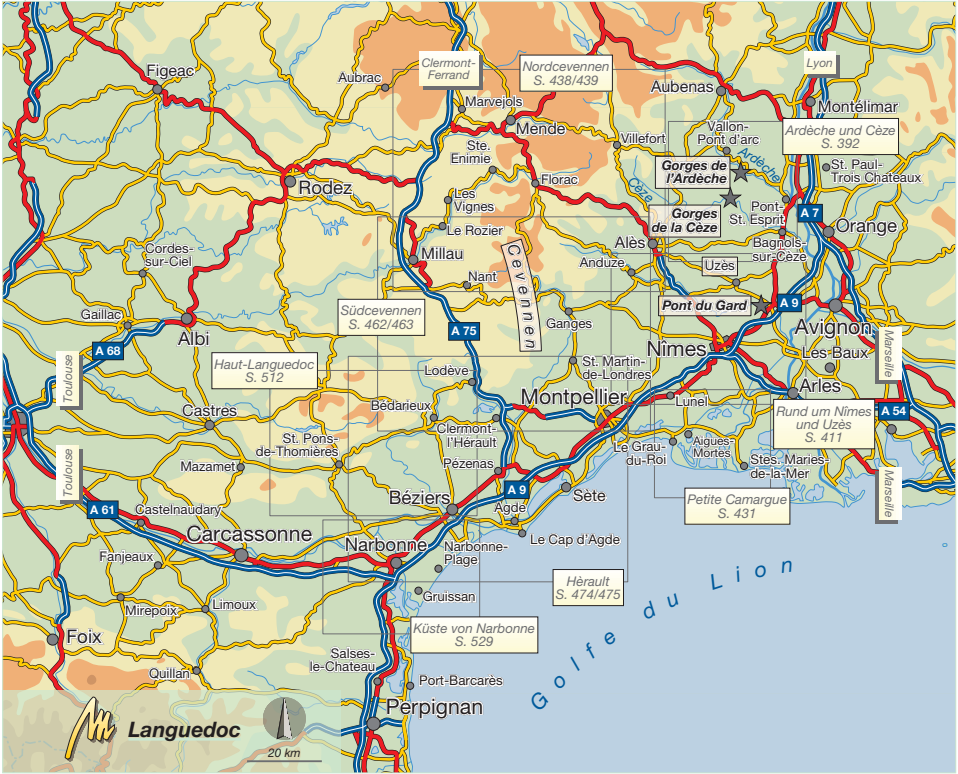 Clermont-
Ferrand
Nordcevennen
S. 438/439
Lyon
Figeac
Aubrac
Aubenas
Marvejols
Montélimar
Mende
Villefort
Vallon-
Pont d'arc
Ardèche und Cèze
S. 392
Ste.
Enimie
Ardèche
Gorges de
l'Ardèche
St. Paul-
Trois Chateaux
Rodez
Florac
Cèze
Les
Vignes
Pont-
St. Esprit
A 7
Le Rozier
Gorges
de la Cèze
Orange
Alès
Bagnols-
sur-Cèze
Cordes-
sur-Ciel
Millau
Cevennen
Anduze
Uzès
Nant
Pont du Gard
A 9
Gaillac
Südcevennen
S. 462/463
Ganges
Avignon
Albi
A 75
A 68
Nîmes
Les Baux
Marseille
Toulouse
Haut-Languedoc
S. 512
Lodève
St. Martin-
de-Londres
Arles
Montpellier
Lunel
Castres
Bédarieux
Rund um Nîmes
und Uzès
S. 411
A 54
Clermont-
l'Hérault
St. Pons-
de-Thomières
Le Grau-
du-Roi
Aigues-
Mortes
Stes. Maries-
de-la-Mer
Toulouse
Mazamet
Pézenas
Marseille
A 9
Sète
Béziers
Petite Camargue
S. 431
A 61
Castelnaudary
Agde
Carcassonne
Le Cap d'Agde
Narbonne
Narbonne-
Plage
Fanjeaux
Golfe du Lion
Hèrault
S. 474/475
Gruissan
Mirepoix
Limoux
Foix
Küste von Narbonne
S. 529
Salses-
le-Chateau
Quillan
Port-Barcarès
Perpignan
Languedoc
20 km